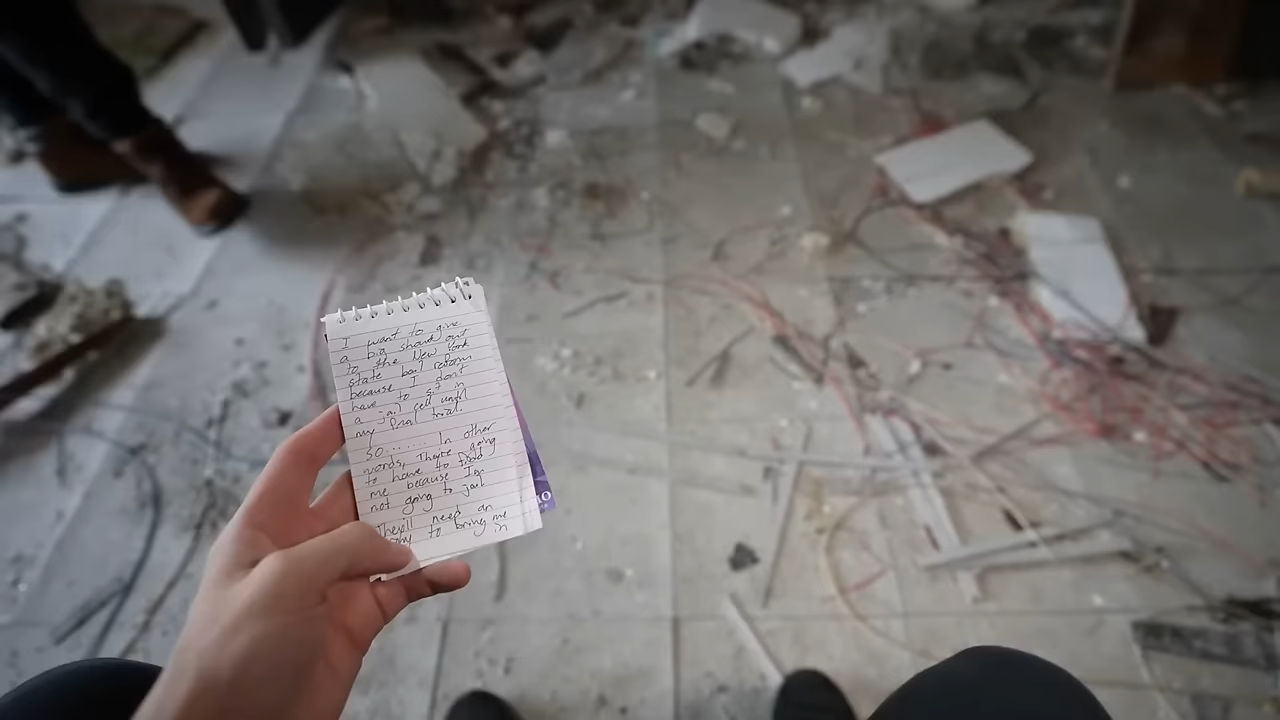 I want to give
a big shout out
to the New York
state bail reform
because I don't
have to sit in
a jail cell until
my final trial.
SO...... In other
words, They're going
to have to find
me because I'm
not going to jail
They'll need an
to bring me
in